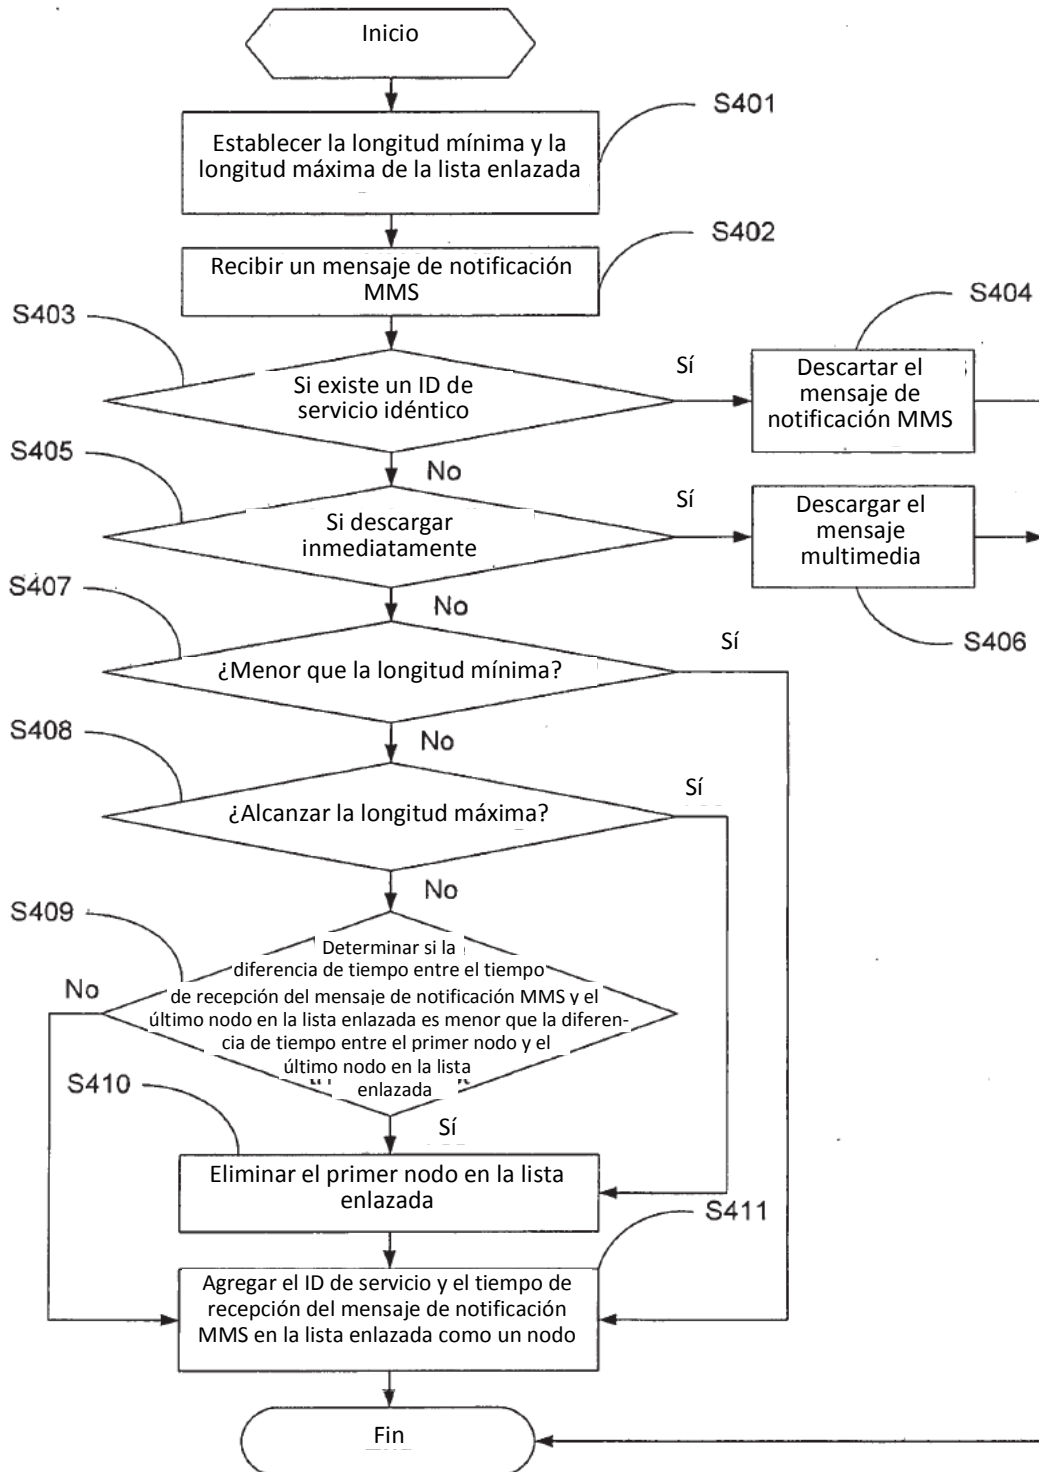 Inicio
S401
Establecer la longitud mínima y la
longitud máxima de la lista enlazada
S402
Recibir un mensaje de notificación
MMS
S403
Si existe un ID de
servicio idéntico
Sí
S404
Descartar el
mensaje de
notificación MMS
No
S405
Si descargar
inmediatamente
Sí
Descargar el
mensaje
multimedia
S406
No
S407
¿Menor que la longitud mínima?
Sí
No
S408
¿Alcanzar la longitud máxima?
Sí
No
S409
Determinar si la
diferencia de tiempo entre el tiempo
de recepción del mensaje de notificación MMS y el
último nodo en la lista enlazada es menor que la diferen-
cia de tiempo entre el primer nodo y el
último nodo en la lista
enlazada
No
Sí
S410
Eliminar el primer nodo en la lista
enlazada
S411
Agregar el ID de servicio y el tiempo de
recepción del mensaje de notificación
MMS en la lista enlazada como un nodo
Fin